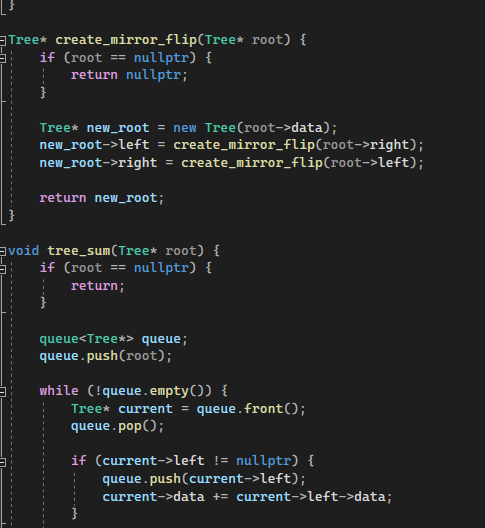 }
Tree* create_mirror_flip(Tree* root) {
    if (root == nullptr) {
        return nullptr;
    }
    Tree* new_root = new Tree(root->data);
    new_root->left = create_mirror_flip(root->right);
    new_root->right = create_mirror_flip(root->left);
    return new_root;
}
void tree_sum(Tree* root) {
    if (root == nullptr) {
        return;
    }
    queue<Tree*> queue;
    queue.push(root);
    while (!queue.empty()) {
        Tree* current = queue.front();
        queue.pop();
        if (current->left != nullptr) {
            queue.push(current->left);
            current->data += current->left->data;
        }